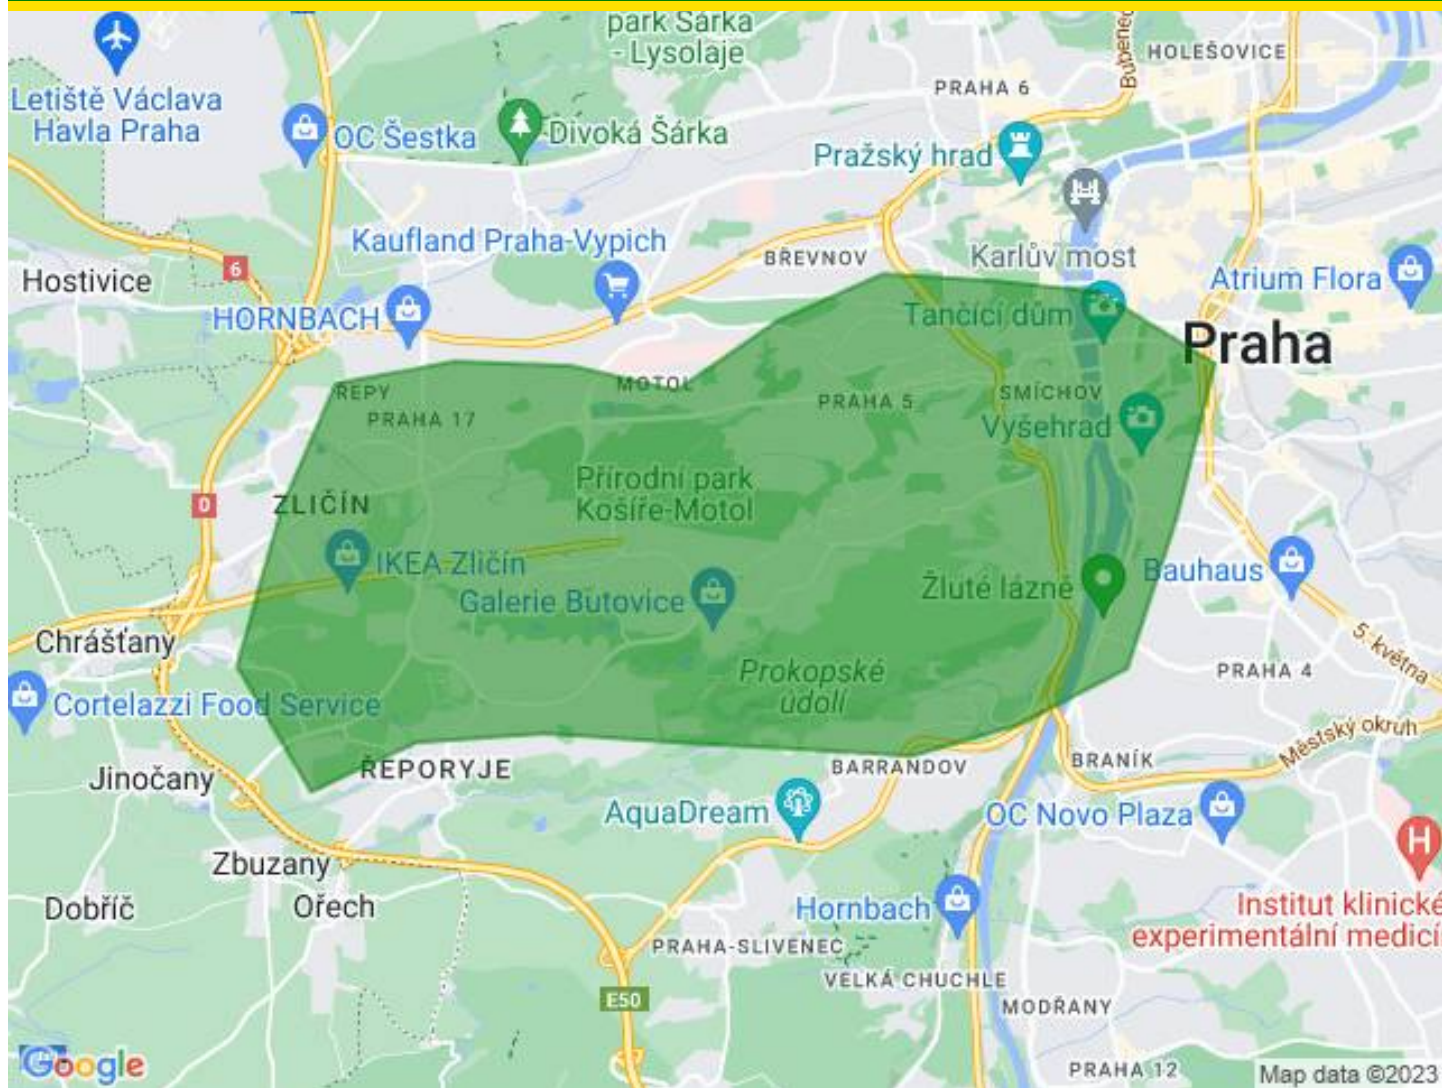 park Šárka
- Lysolaje
Bubeneč
HOLEŠOVICE
PRAHA 6
Letiště Václava
Havla Praha
OC Šestka
Divoká Šárka
Pražský hrad
Kaufland Praha-Vypich
BŘEVNOV
Karlův most
Hostivice
6
Atrium Flora
HORNBACH
Tančící dům
Praha
MOTOL
ŘEPY
PRAHA 17
PRAHA 5
SMÍCHOV
Vyšehrad
Přírodní park
Košíře-Motol
0
ZLIČÍN
IKEA Zličín
Galerie Butovice
Žluté lázně
Bauhaus
Chrášťany
5. května
Prokopské
údolí
PRAHA 4
Cortelazzi Food Service
Městský okruh
Jinočany
ŘEPORYJE
BARRANDOV
BRANÍK
AquaDream
OC Novo Plaza
H
Zbuzany
Dobříč
Ořech
Hornbach
Institut klinické
experimentální medicí
PRAHA-SLIVENEC
VELKÁ CHUCHLE
E50
MODŘANY
Google
PRAHA 12
Map data ©2023